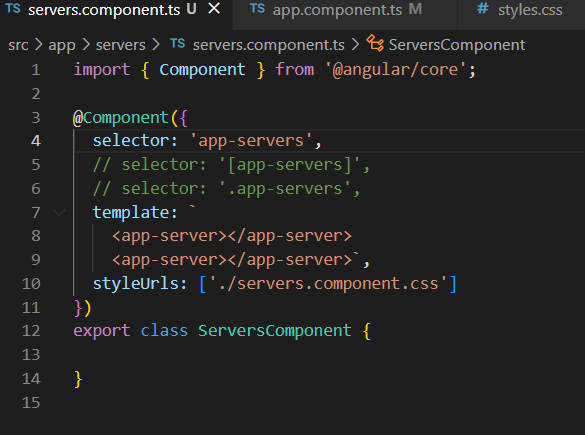 TS servers.component.ts U X TS app.component.ts M # styles.css
src > app > servers > TS servers.component.ts > ServersComponent
1 import { Component } from '@angular/core';
2
3 @Component({
4 selector: 'app-servers',
5 // selector: '[app-servers]',
6 // selector: '.app-servers',
7 template: `
8 <app-server></app-server>
9 <app-server></app-server>`,
10 styleUrls: ['./servers.component.css']
11 })
12 export class ServersComponent {
13
14 }
15